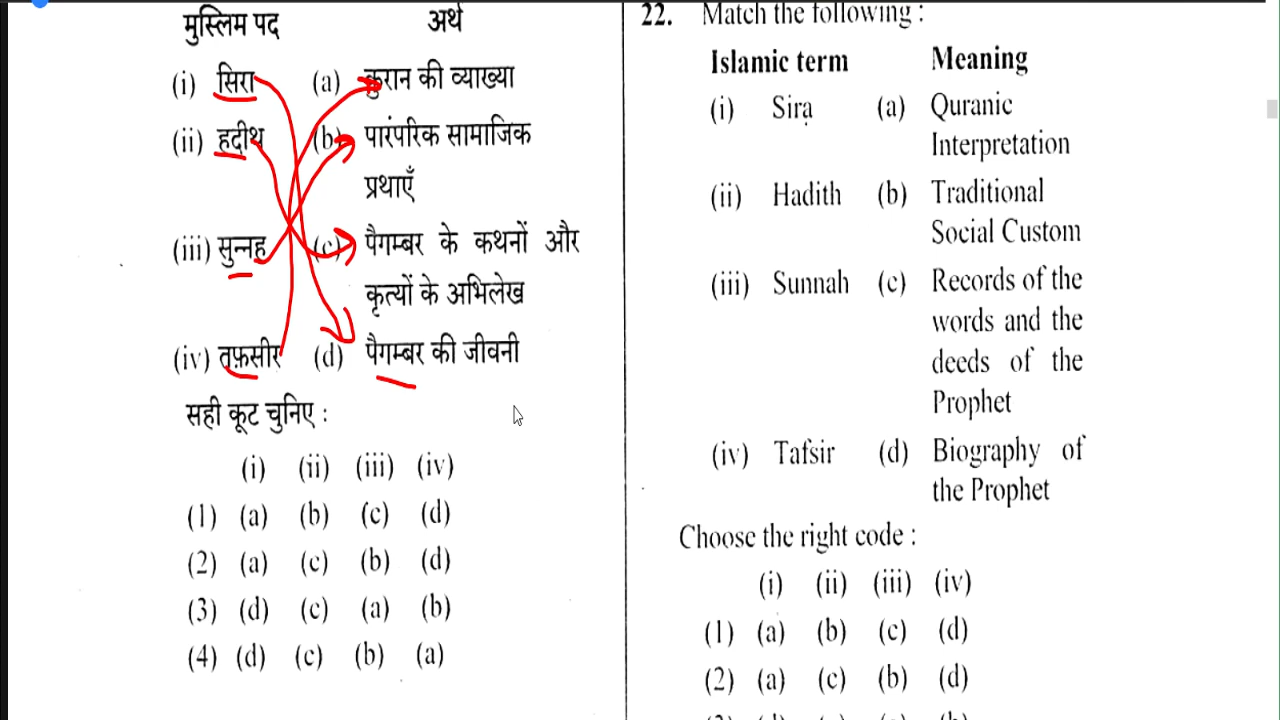 मुस्लिम पद अर्थ
(i) सिरा (a) कुरान की व्याख्या
(ii) हदीथ (b) पारंपरिक सामाजिक
प्रथाएँ
(iii) सुन्नह (c) पैगम्बर के कथनों और
कृत्यों के अभिलेख
(iv) तफ़सीर (d) पैगम्बर की जीवनी
सही कूट चुनिए :
(i) (ii) (iii) (iv)
(1) (a) (b) (c) (d)
(2) (a) (c) (b) (d)
(3) (d) (c) (a) (b)
(4) (d) (c) (b) (a)
22. Match the following :
Islamic term Meaning
(i) Sira (a) Quranic
Interpretation
(ii) Hadith (b) Traditional
Social Custom
(iii) Sunnah (c) Records of the
words and the
deeds of the
Prophet
(iv) Tafsir (d) Biography of
the Prophet
Choose the right code :
(i) (ii) (iii) (iv)
(1) (a) (b) (c) (d)
(2) (a) (c) (b) (d)